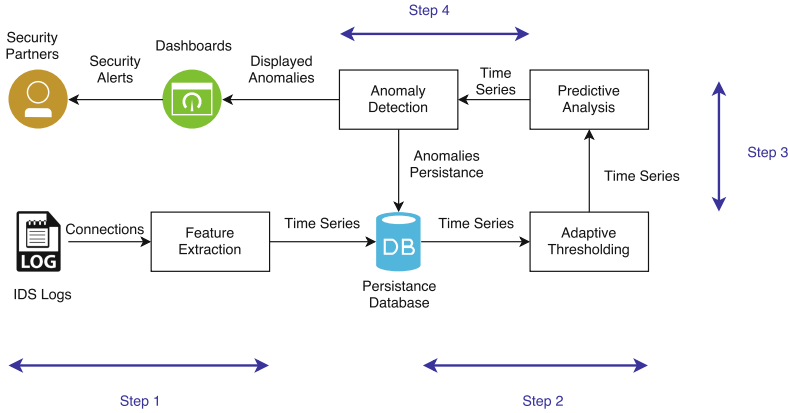 Step 4
Security
Partners
Dashboards
Security
Alerts
Displayed
Anomalies
Anomaly
Detection
Time
Series
Predictive
Analysis
Step 3
Anomalies
Persistance
Time Series
Connections
Feature
Extraction
Time Series
DB
Time Series
Adaptive
Thresholding
LOG
IDS Logs
Persistance
Database
Step 1
Step 2